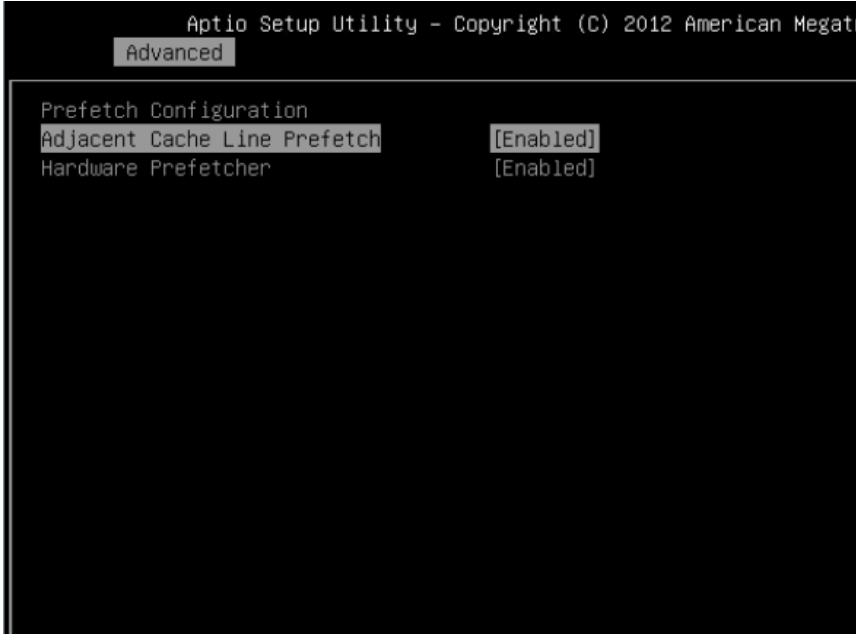 Aptio Setup Utility – Copyright (C) 2012 American
Advanced
Prefetch Configuration
Adjacent Cache Line Prefetch [Enabled]
Hardware Prefetcher [Enabled]